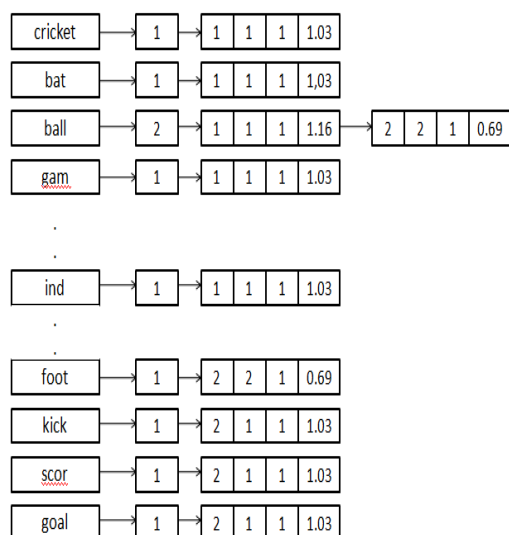 cricket 1 1 1 1 1.03
bat 1 1 1 1 1,03
ball 2 1 1 1 1.16 2 2 1 0.69
gam 1 1 1 1 1.03
.
.
ind 1 1 1 1 1.03
.
.
foot 1 2 2 1 0.69
kick 1 2 1 1 1.03
scor 1 2 1 1 1.03
goal 1 2 1 1 1.03